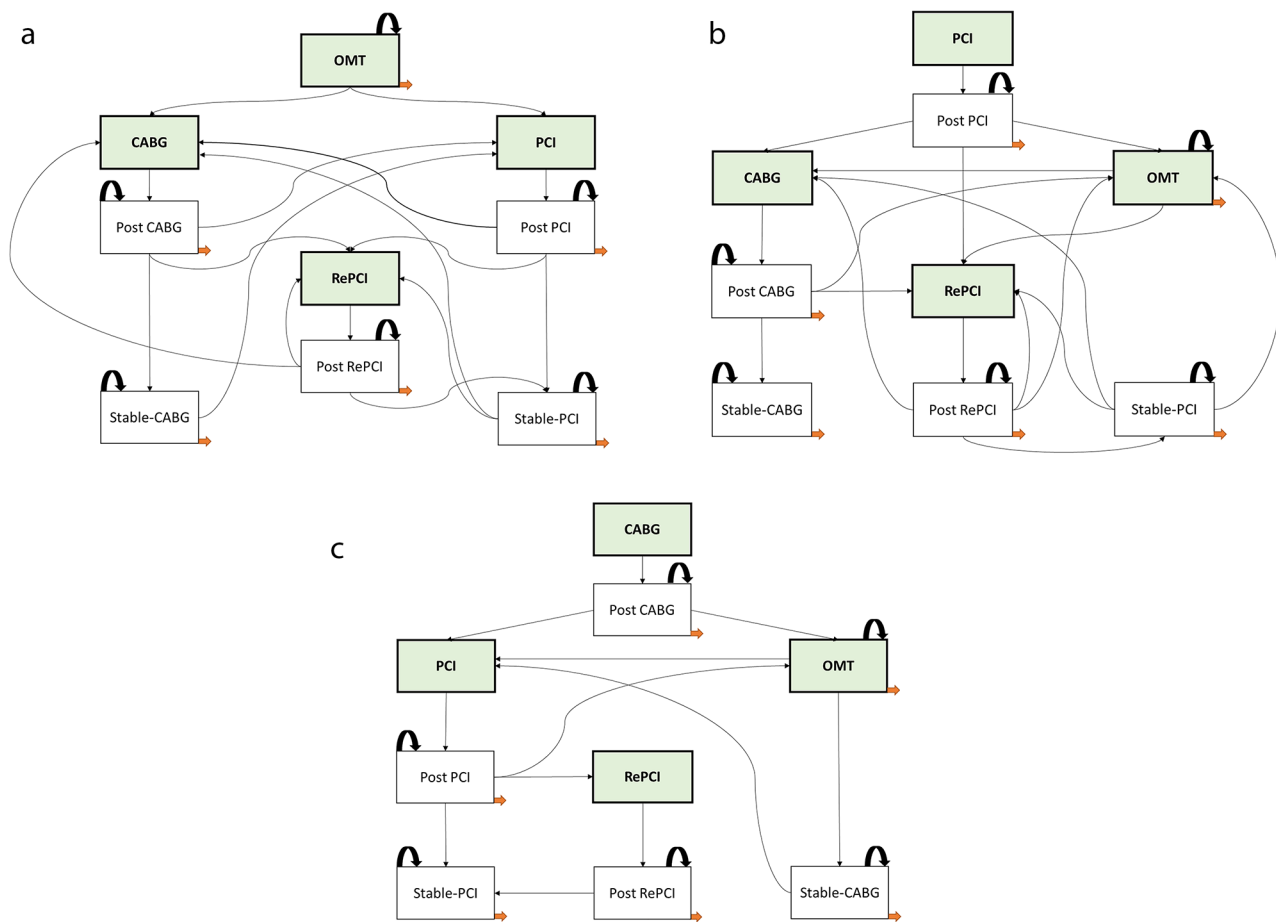 a
OMT
CABG
PCI
Post CABG
Post PCI
RePCI
Post RePCI
Stable-CABG
Stable-PCI
b
PCI
Post PCI
CABG
OMT
Post CABG
RePCI
Stable-CABG
Post RePCI
Stable-PCI
c
CABG
Post CABG
PCI
OMT
Post PCI
RePCI
Stable-PCI
Post RePCI
Stable-CABG